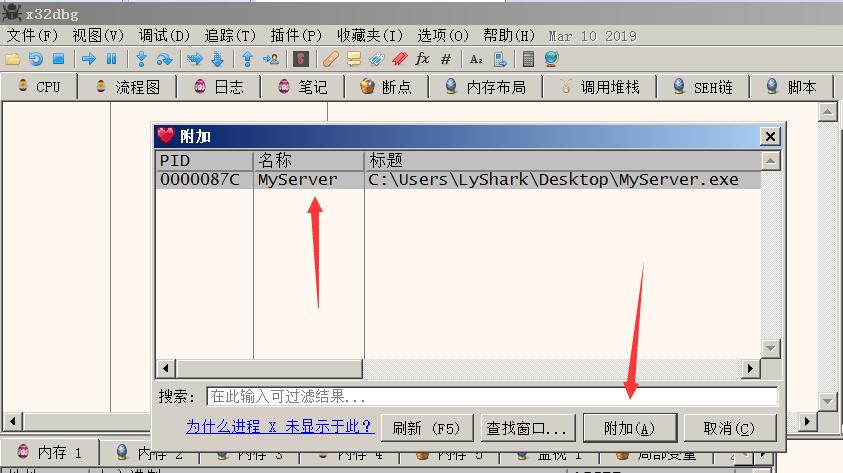 x32dbg
文件(F) 视图(V) 调试(D) 追踪(T) 插件(P) 收藏夹(I) 选项(O) 帮助(H) Mar 10 2019
fx # A₂
CPU 流程图 日志 笔记 断点 内存布局 调用堆栈 SEH链 脚本
附加
PID 名称 标题
0000087C MyServer C:\Users\LyShark\Desktop\MyServer.exe
搜索: 在此输入可过滤结果...
为什么进程 X 未显示于此? 刷新 (F5) 查找窗口... 附加(A) 取消(C)
内存 1 内存 2 内存 3 内存 4 内存 5 监视 1 局部变量